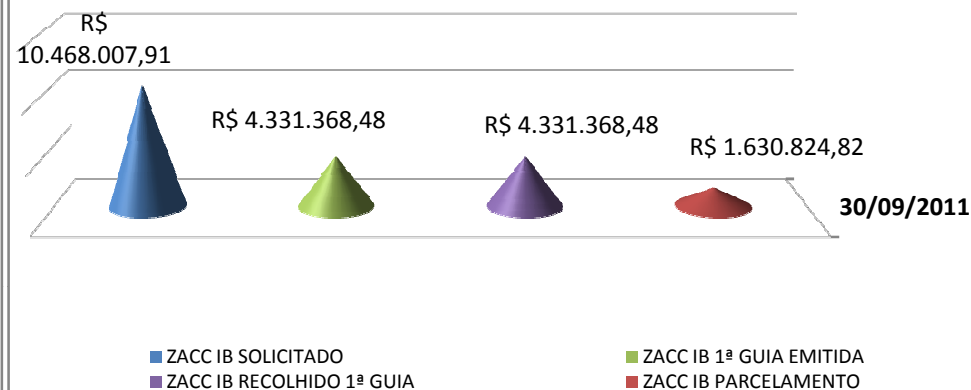 R$
10.468.007,91
R$ 4.331.368,48
R$ 4.331.368,48
R$ 1.630.824,82
30/09/2011
ZACC IB SOLICITADO
ZACC IB 1ª GUIA EMITIDA
ZACC IB RECOLHIDO 1ª GUIA
ZACC IB PARCELAMENTO